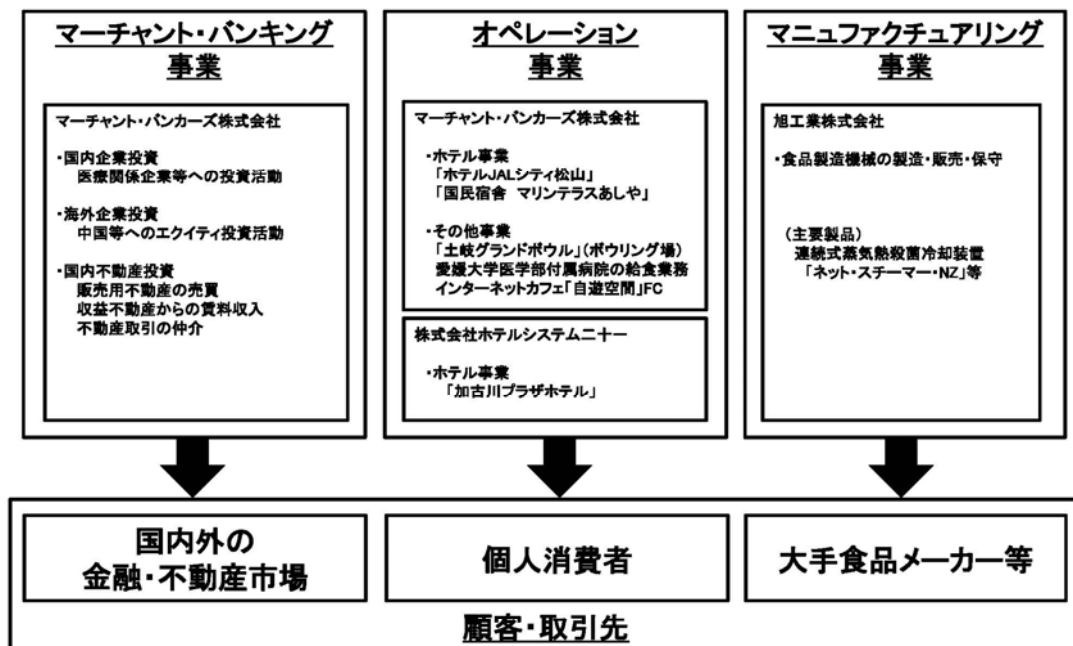 マーチャント・バンキング
事業
マーチャント・バンカーズ株式会社
・国内企業投資
医療関係企業等への投資活動
・海外企業投資
中国等へのエクイティ投資活動
・国内不動産投資
販売用不動産の売買
収益不動産からの賃料収入
不動産取引の仲介
オペレーション
事業
マーチャント・バンカーズ株式会社
・ホテル事業
「ホテルJALシティ松山」
「国民宿舎 マリンテラスあしや」
・その他事業
「土岐グランドボウル」(ボウリング場)
愛媛大学医学部付属病院の給食業務
インターネットカフェ「自遊空間」FC
株式会社ホテルシステム二十一
・ホテル事業
「加古川プラザホテル」
マニュファクチュアリング
事業
旭工業株式会社
・食品製造機械の製造・販売・保守
(主要製品)
連続式蒸気熱殺菌冷却装置
「ネット・スチーマー・NZ」等
国内外の
金融・不動産市場
個人消費者
大手食品メーカー等
顧客・取引先